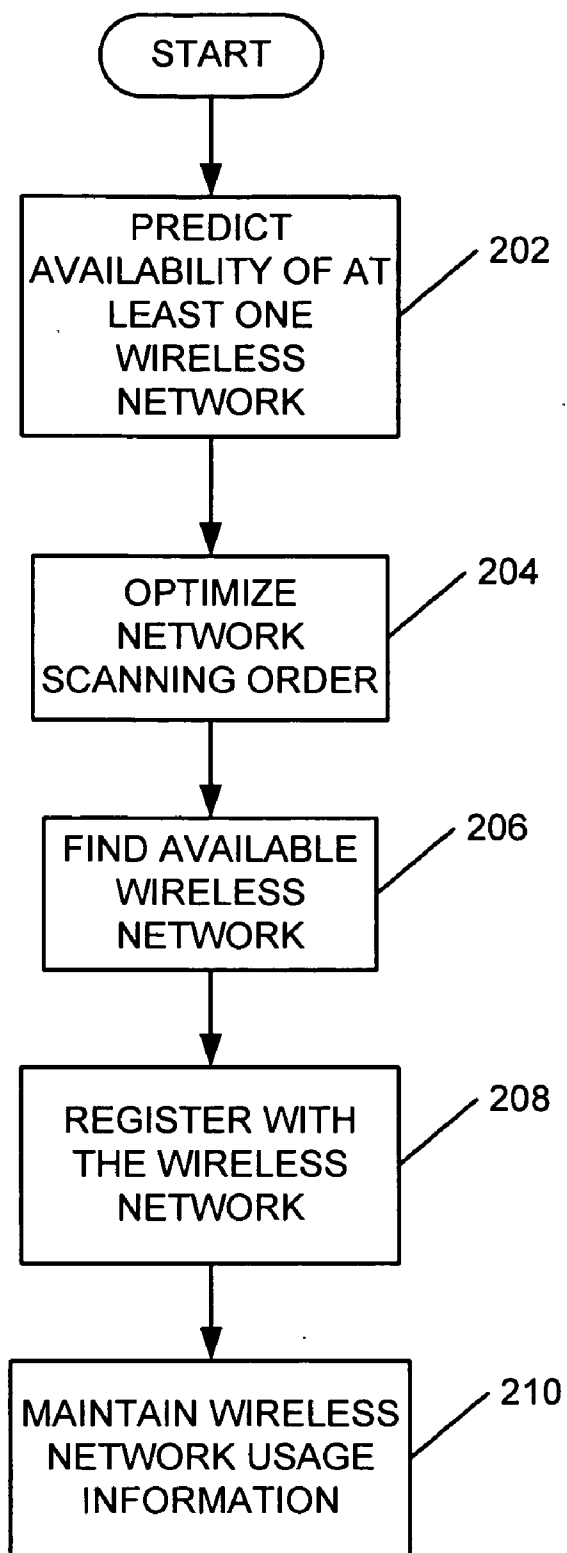 START
PREDICT
AVAILABILITY OF AT
LEAST ONE
WIRELESS
NETWORK
202
OPTIMIZE
NETWORK
SCANNING ORDER
204
FIND AVAILABLE
WIRELESS
NETWORK
206
REGISTER WITH
THE WIRELESS
NETWORK
208
MAINTAIN WIRELESS
NETWORK USAGE
INFORMATION
210